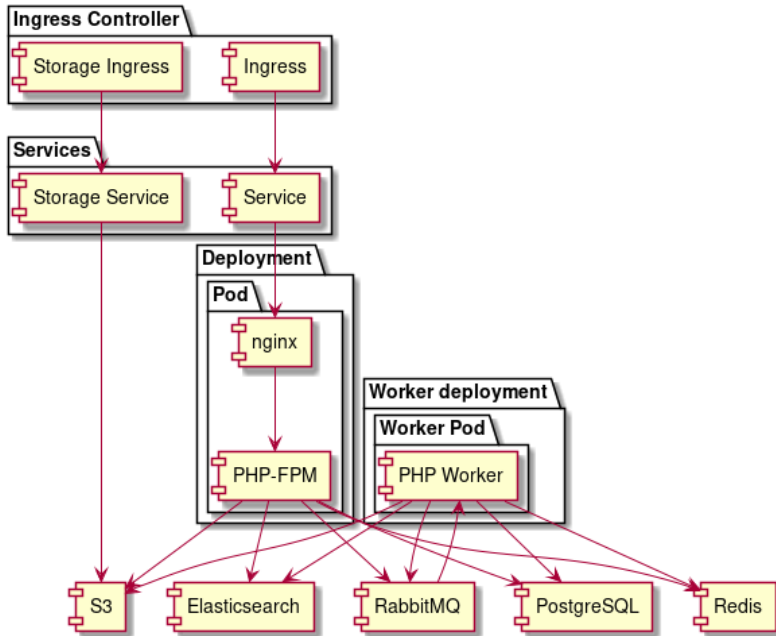 Ingress Controller
Storage Ingress
Ingress
Services
Storage Service
Service
Deployment
Pod
nginx
Worker deployment
Worker Pod
PHP-FPM
PHP Worker
S3
Elasticsearch
RabbitMQ
PostgreSQL
Redis